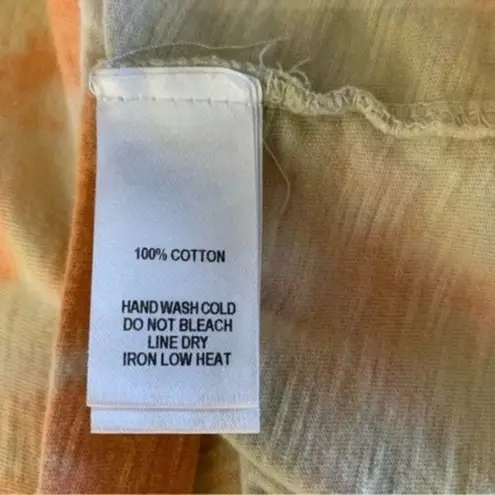 100% COTTON
HAND WASH COLD
DO NOT BLEACH
LINE DRY
IRON LOW HEAT